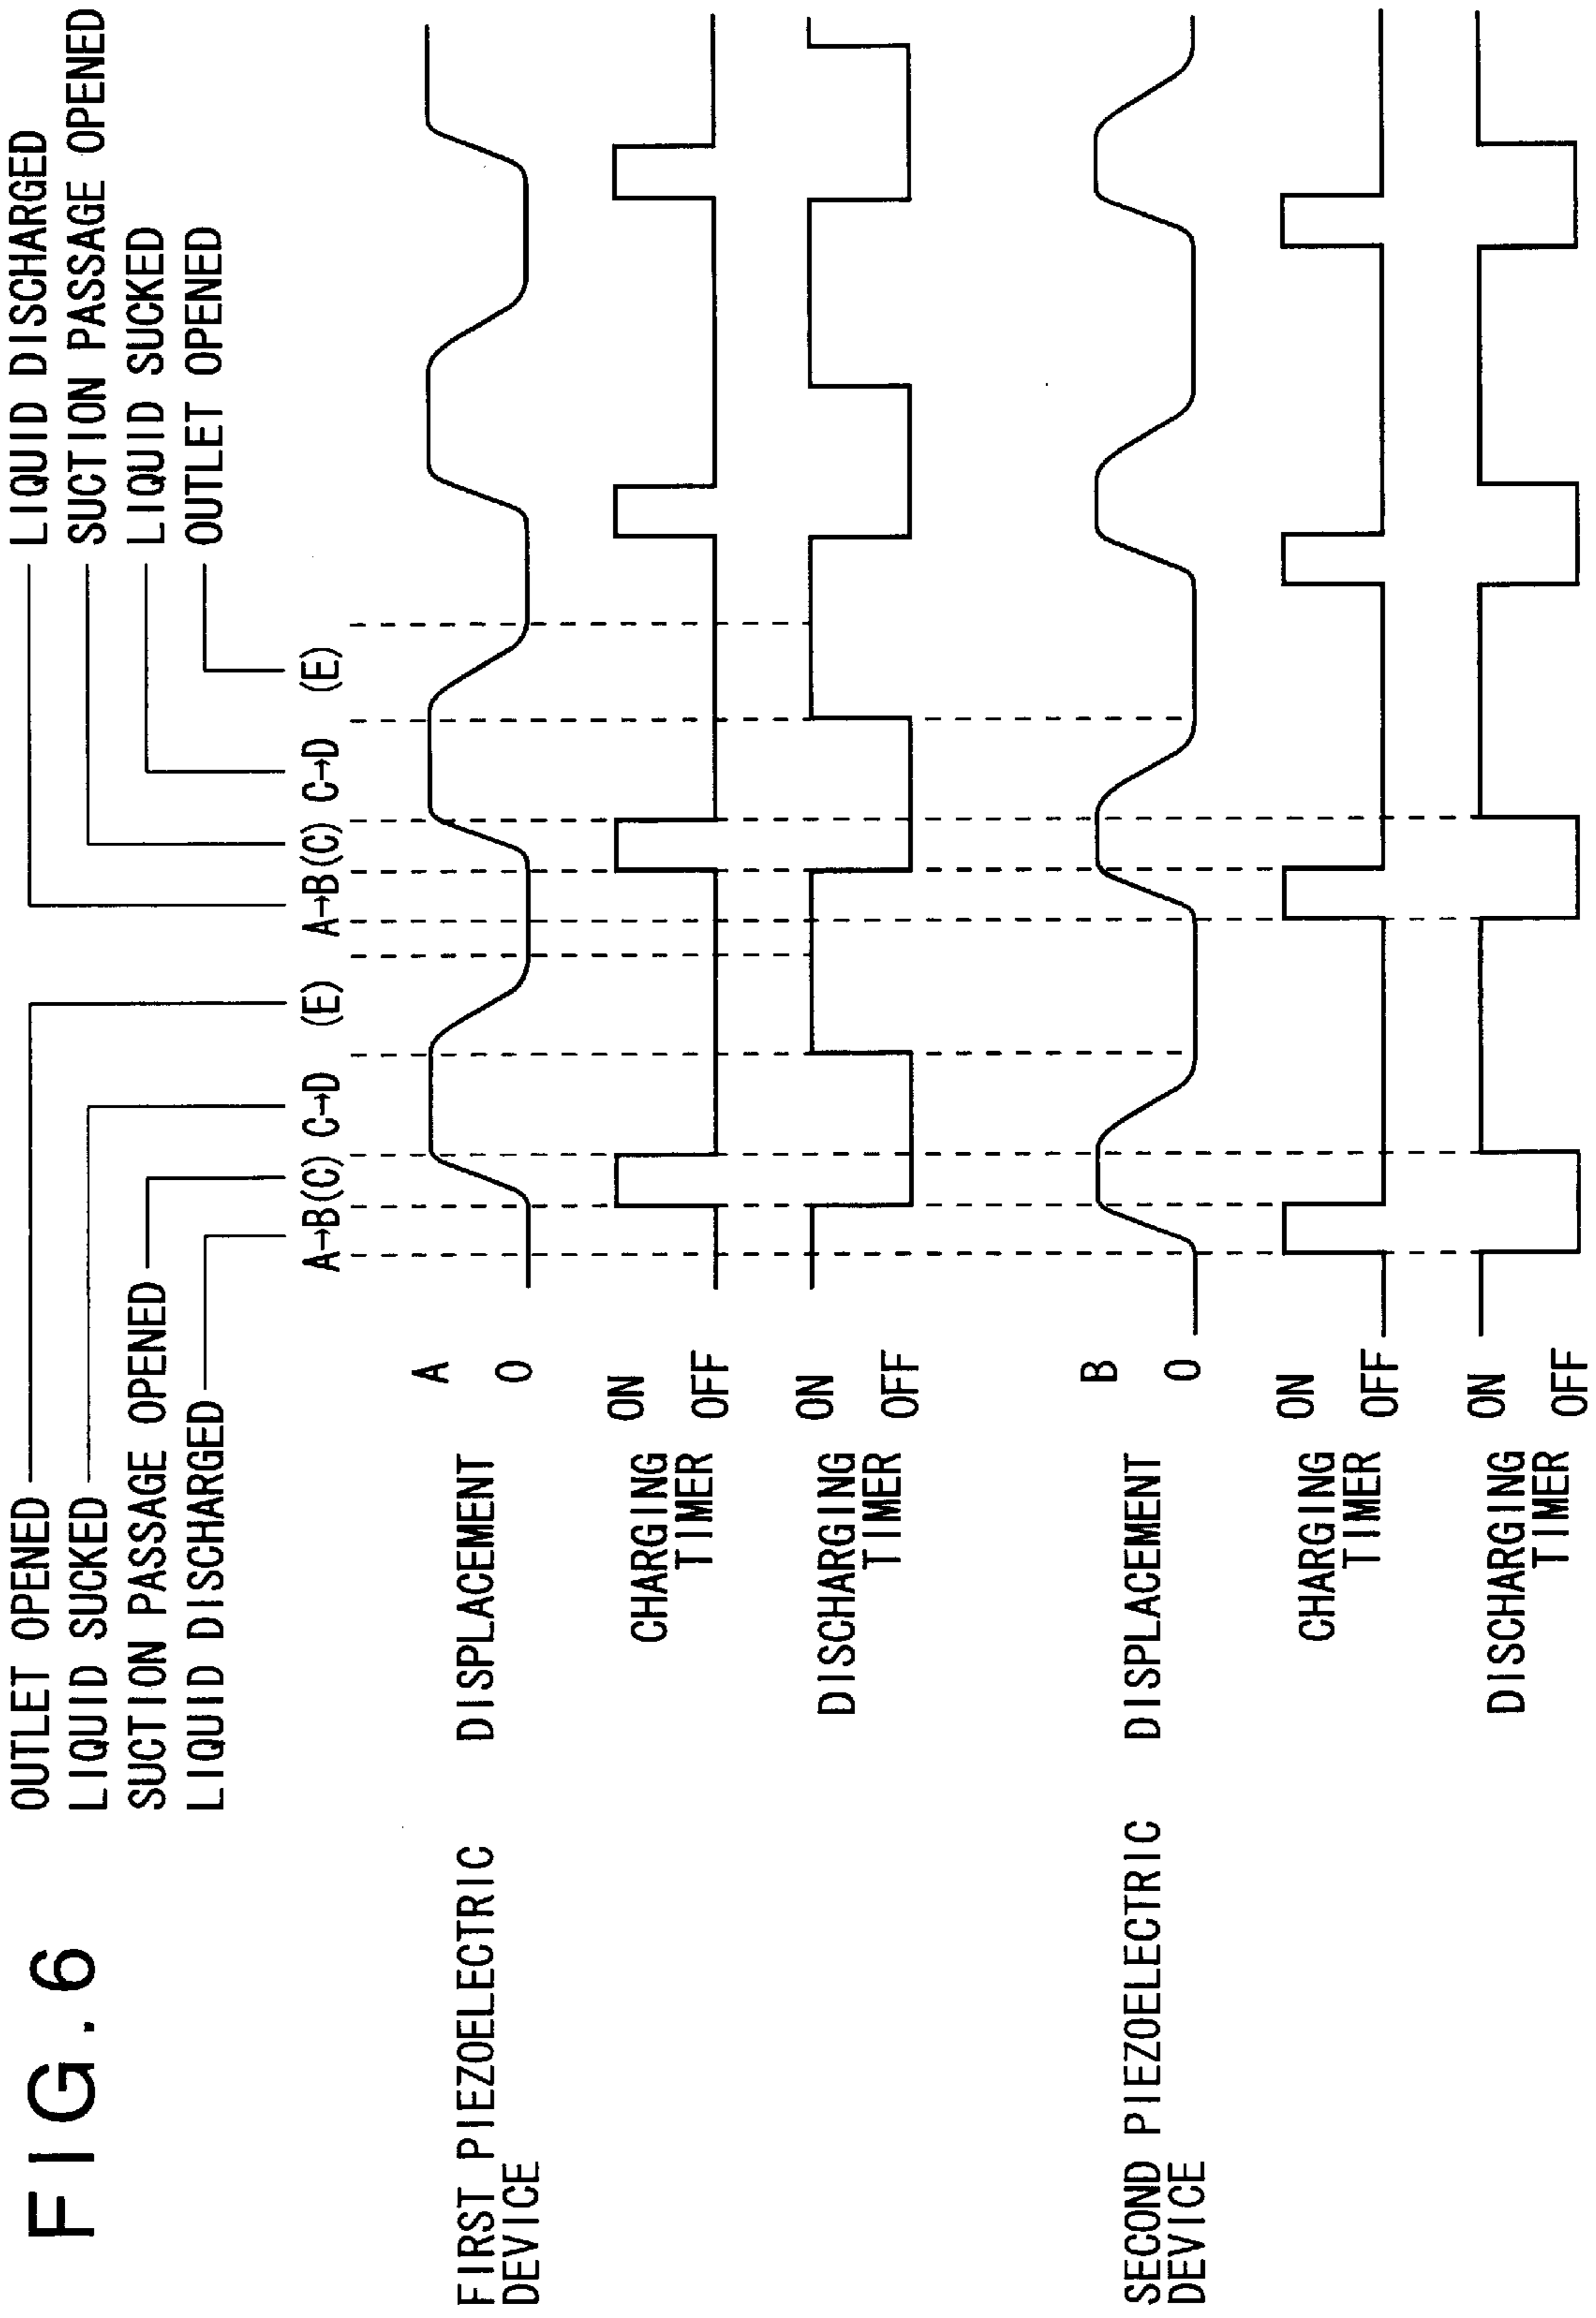 FIG.6
OUTLET OPENED
LIQUID SUCKED
SUCTION PASSAGE OPENED
LIQUID DISCHARGED
LIQUID DISCHARGED
SUCTION PASSAGE OPENED
LIQUID SUCKED
OUTLET OPENED
A→B(C) C→D (E) A→B(C) C→D (E)
FIRST PIEZOELECTRIC
DEVICE
DISPLACEMENT
A
O
CHARGING
TIMER
ON
OFF
DISCHARGING
TIMER
ON
OFF
SECOND PIEZOELECTRIC
DEVICE
DISPLACEMENT
B
O
CHARGING
TIMER
ON
OFF
DISCHARGING
TIMER
ON
OFF